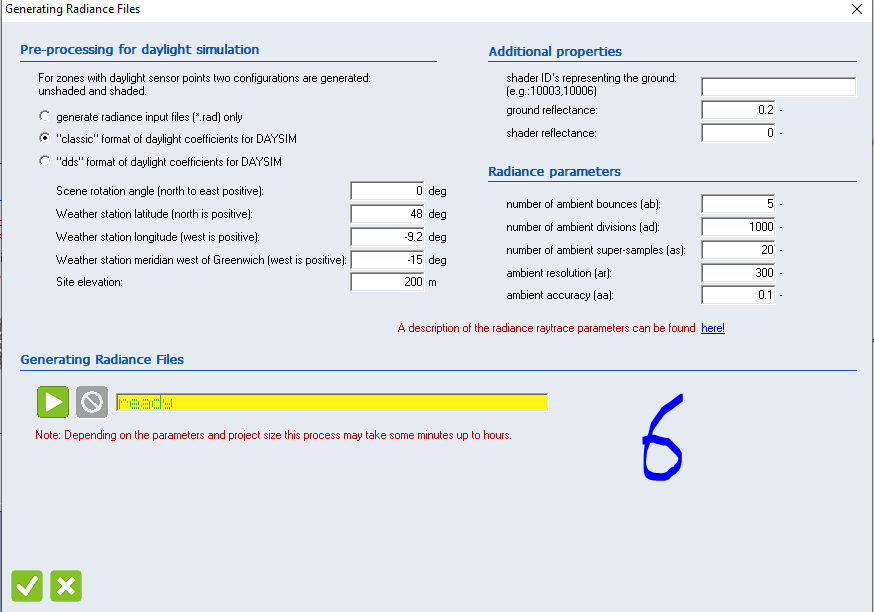 Generating Radiance Files
Pre-processing for daylight simulation
For zones with daylight sensor points two configurations are generated:
unshaded and shaded.
generate radiance input files (*.rad) only
"classic" format of daylight coefficients for DAYSIM
"dds" format of daylight coefficients for DAYSIM
Scene rotation angle (north to east positive): 0 deg
Weather station latitude (north is positive): 48 deg
Weather station longitude (west is positive): -9.2 deg
Weather station meridian west of Greenwich (west is positive): -15 deg
Site elevation: 200 m
Additional properties
shader ID's representing the ground:
(e.g.:10003,10006)
ground reflectance: 0.2 -
shader reflectance: 0 -
Radiance parameters
number of ambient bounces (ab): 5 -
number of ambient divisions (ad): 1000 -
number of ambient super-samples (as): 20 -
ambient resolution (ar): 300 -
ambient accuracy (aa): 0.1 -
A description of the radiance raytrace parameters can be found here!
Generating Radiance Files
ready
Note: Depending on the parameters and project size this process may take some minutes up to hours.
6